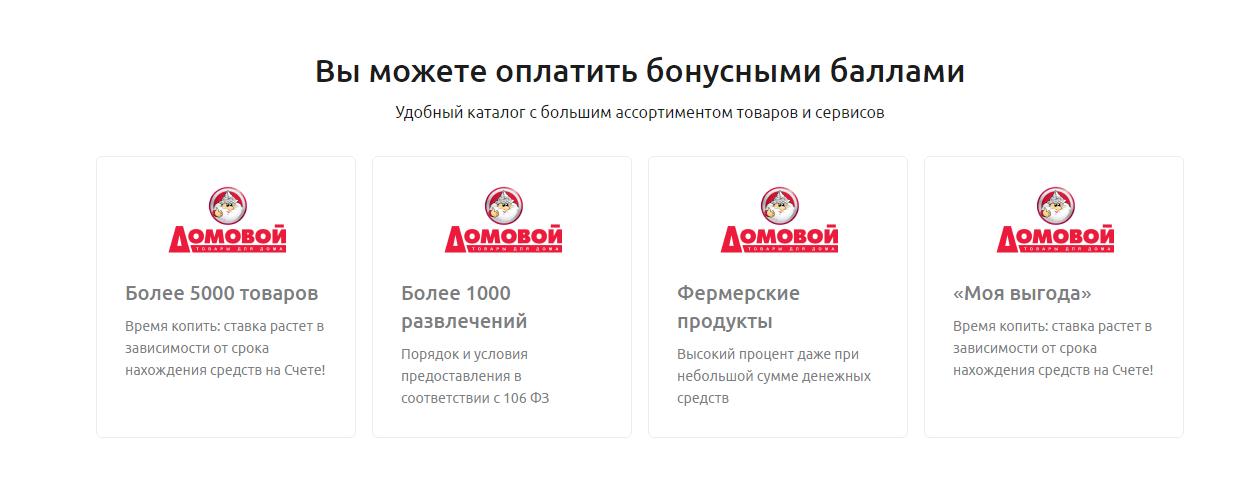 Вы можете оплатить бонусными баллами
Удобный каталог с большим ассортиментом товаров и сервисов
ДОМОВОЙ
ТОВАРЫ ДЛЯ ДОМА
Более 5000 товаров
Время копить: ставка растет в
зависимости от срока
нахождения средств на Счете!
ДОМОВОЙ
ТОВАРЫ ДЛЯ ДОМА
Более 1000
развлечений
Порядок и условия
предоставления в
соответствии с 106 ФЗ
ДОМОВОЙ
ТОВАРЫ ДЛЯ ДОМА
Фермерские
продукты
Высокий процент даже при
небольшой сумме денежных
средств
ДОМОВОЙ
ТОВАРЫ ДЛЯ ДОМА
«Моя выгода»
Время копить: ставка растет в
зависимости от срока
нахождения средств на Счете!